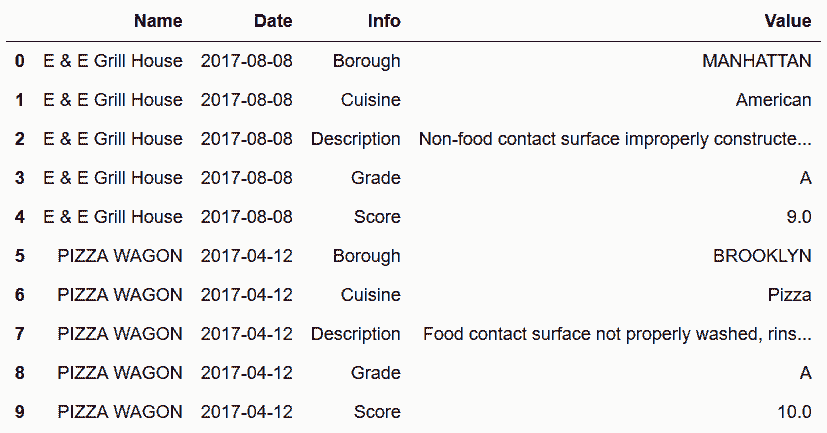 Name Date Info Value
0 E & E Grill House 2017-08-08 Borough MANHATTAN
1 E & E Grill House 2017-08-08 Cuisine American
2 E & E Grill House 2017-08-08 Description Non-food contact surface improperly constructe...
3 E & E Grill House 2017-08-08 Grade A
4 E & E Grill House 2017-08-08 Score 9.0
5 PIZZA WAGON 2017-04-12 Borough BROOKLYN
6 PIZZA WAGON 2017-04-12 Cuisine Pizza
7 PIZZA WAGON 2017-04-12 Description Food contact surface not properly washed, rins...
8 PIZZA WAGON 2017-04-12 Grade A
9 PIZZA WAGON 2017-04-12 Score 10.0